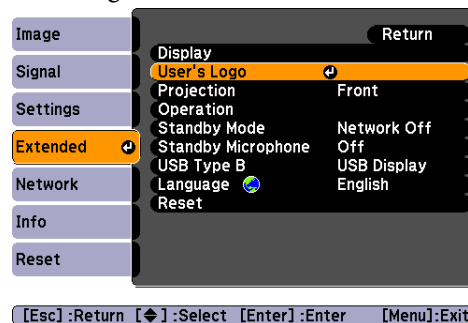 Image
Signal
Settings
Extended
Network
Info
Reset
Return
Display
User's Logo
Projection Front
Operation
Standby Mode Network Off
Standby Microphone Off
USB Type B USB Display
Language English
Reset
[Esc] :Return [ ] :Select [Enter] :Enter [Menu] :Exit